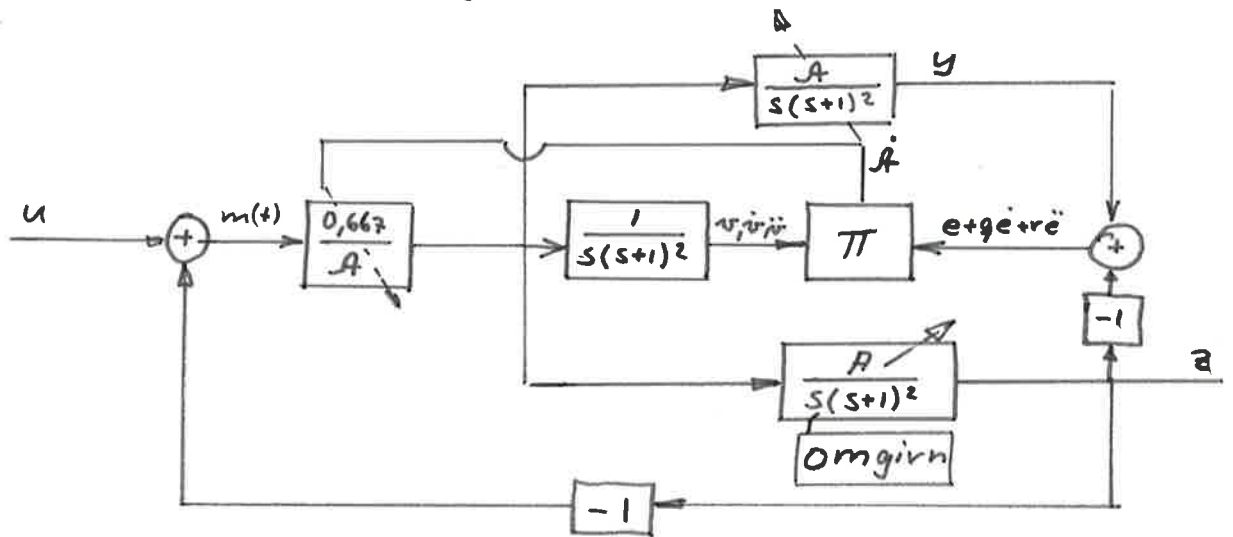 A
s(s+1)²
y
Ȧ
u
+
m(t)
0,667
A
1
s(s+1)²
v, v̇, v̈
π
e+qė+rë
+
-1
A
s(s+1)²
a
omgivn
-1